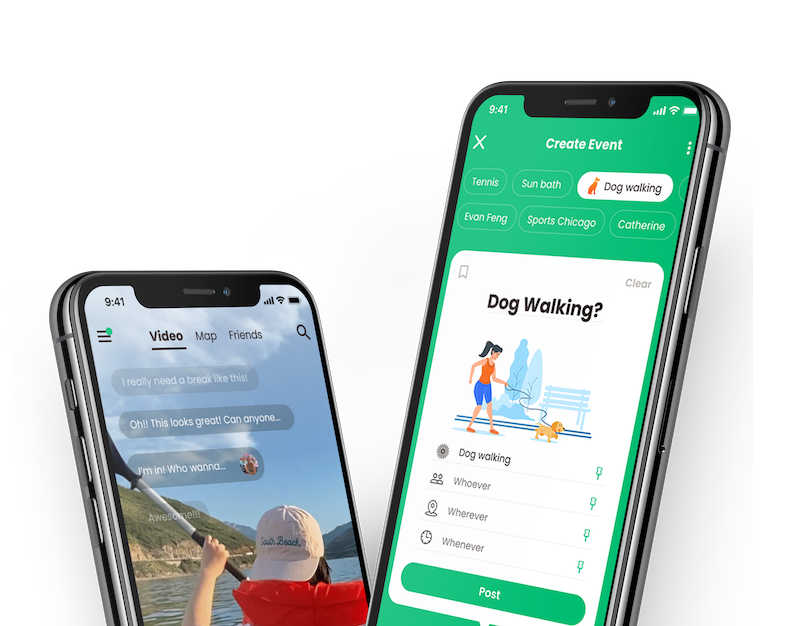 9:41
Video Map Friends
I really need a break like this!
Oh!! This looks great! Can anyone...
I'm in! Who wanna...
Awesome!!!
South Beach
9:41
Create Event
Tennis Sun bath Dog walking
Evan Feng Sports Chicago Catherine
Clear
Dog Walking?
Dog walking
Whoever
Wherever
Whenever
Post